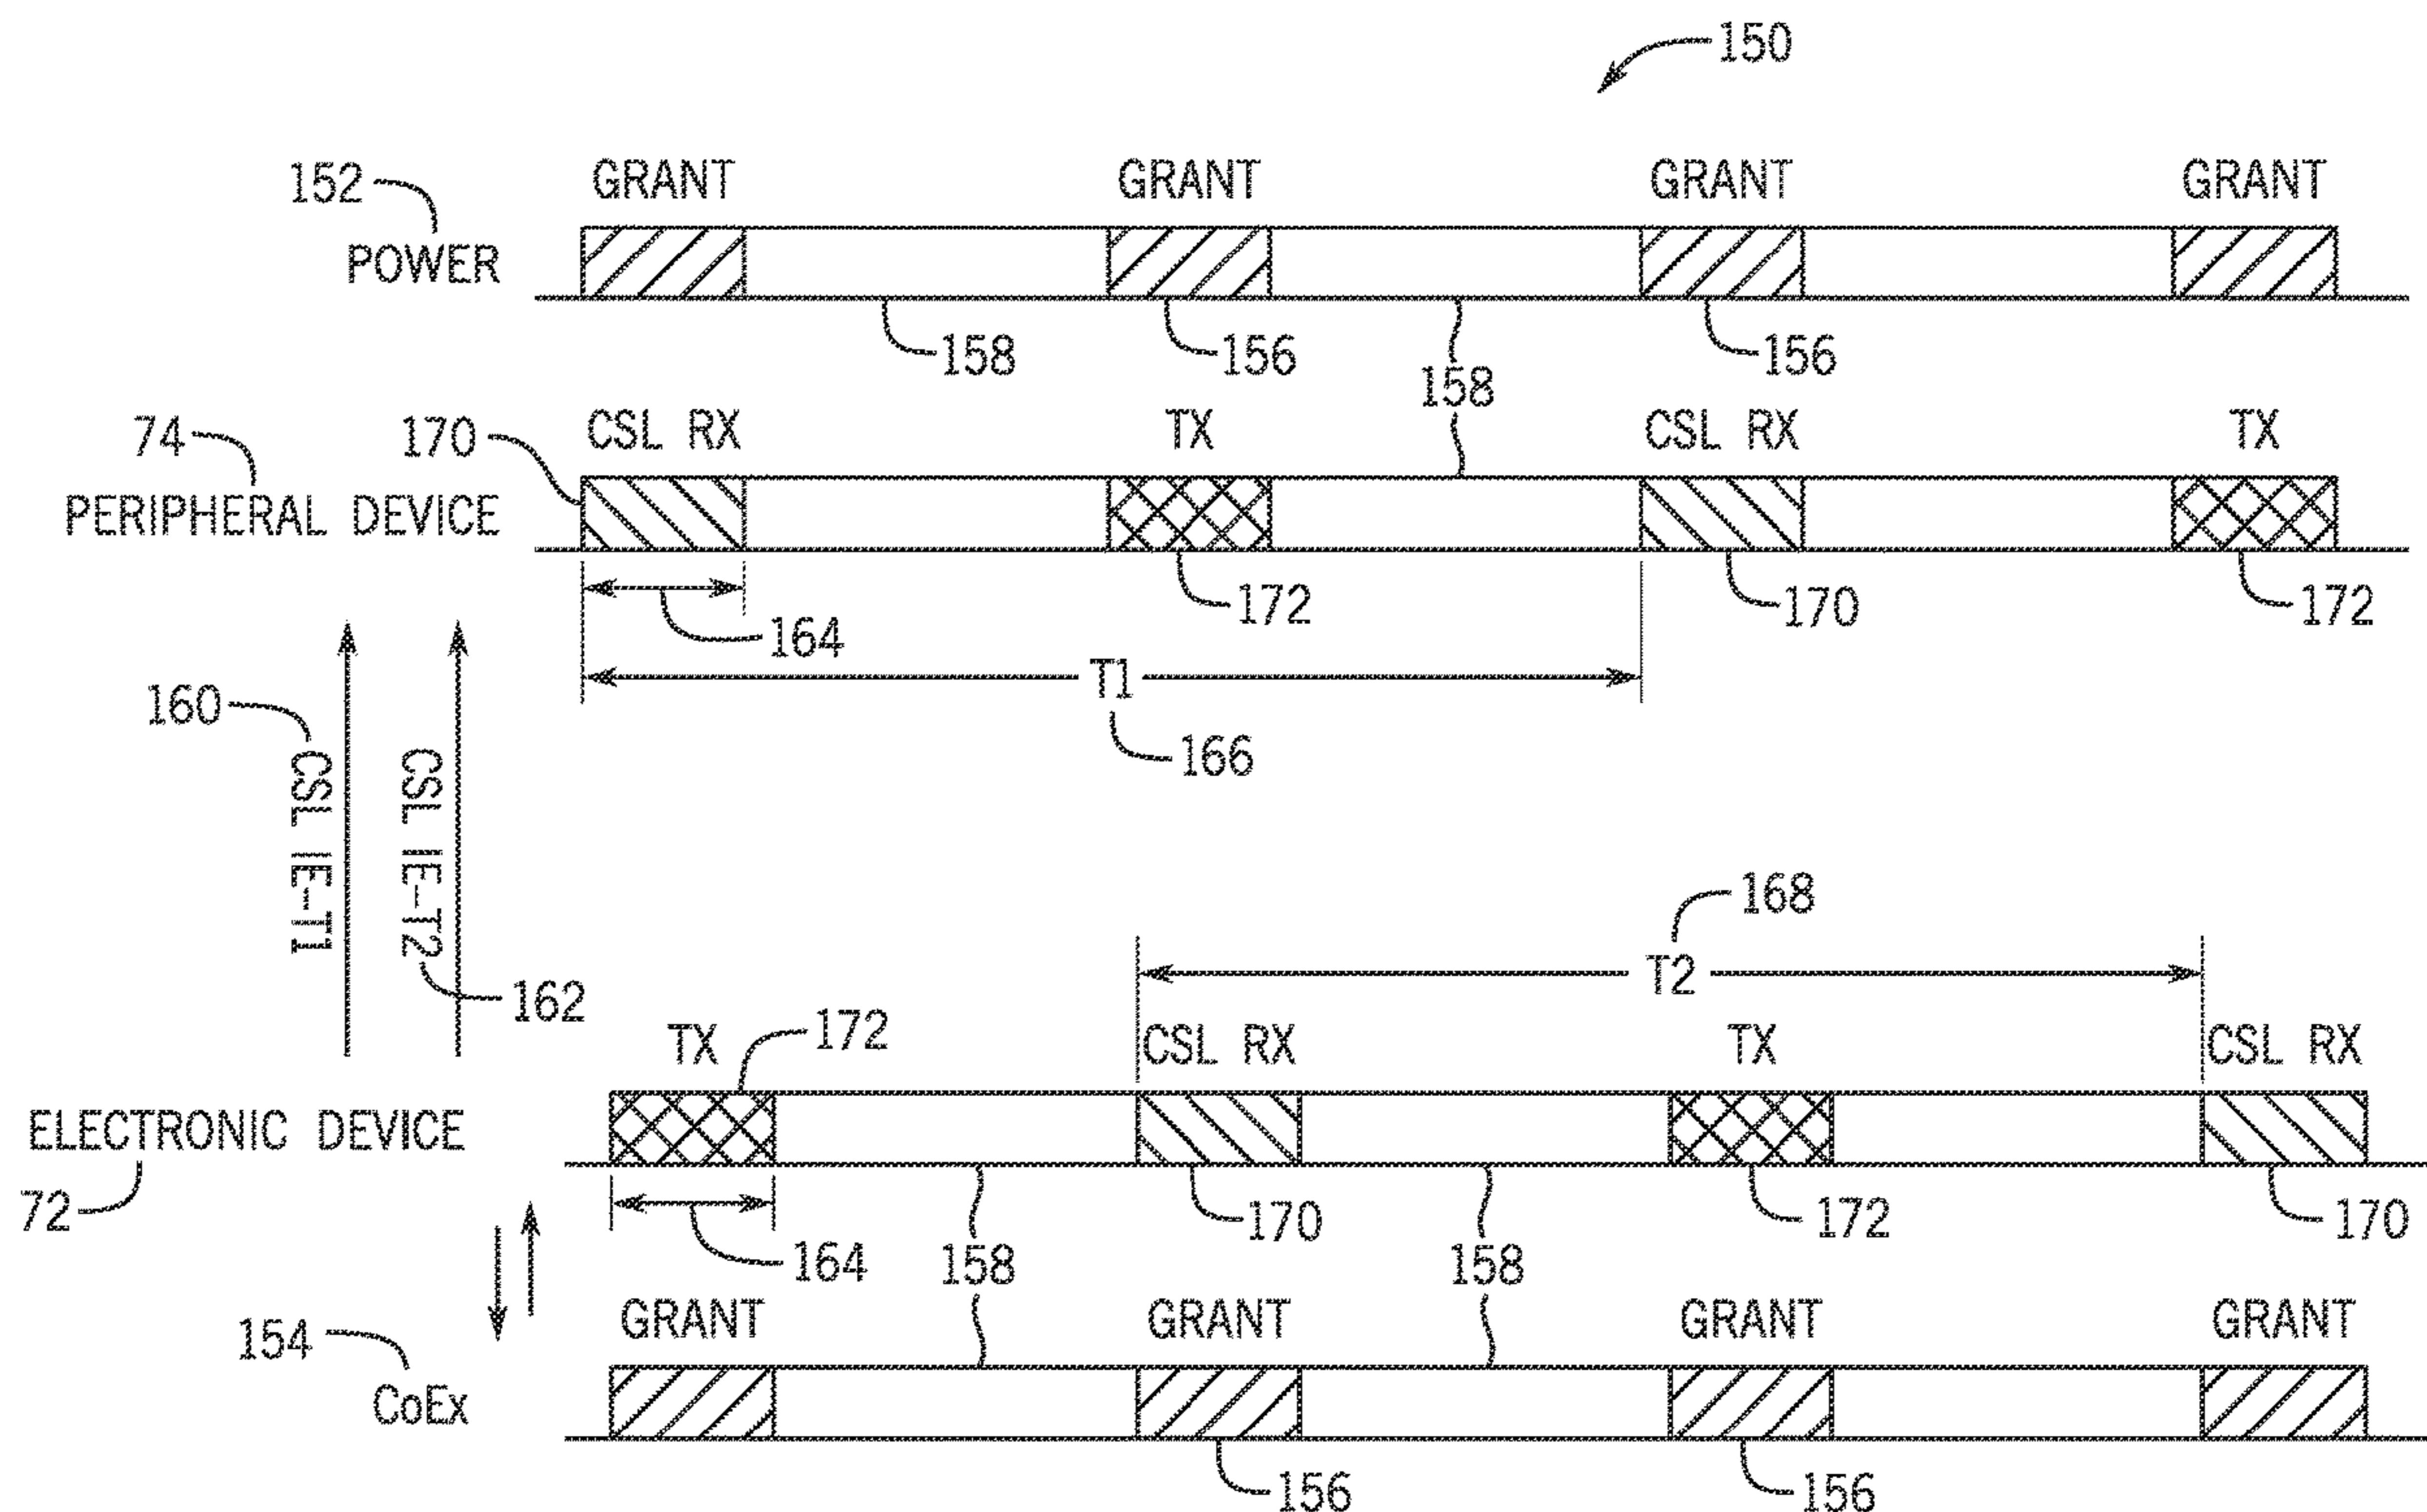 150
GRANT GRANT GRANT GRANT
152
POWER
158 156 158 156
74 170 CSL RX TX CSL RX TX
PERIPHERAL DEVICE
164 172 170 172
T1
166
160 CSL IE-T1
CSL IE-T2 162
168
T2
TX 172 CSL RX TX CSL RX
ELECTRONIC DEVICE
72 164 158 170 158 172 170
GRANT GRANT GRANT GRANT
154
CoEx
156 156